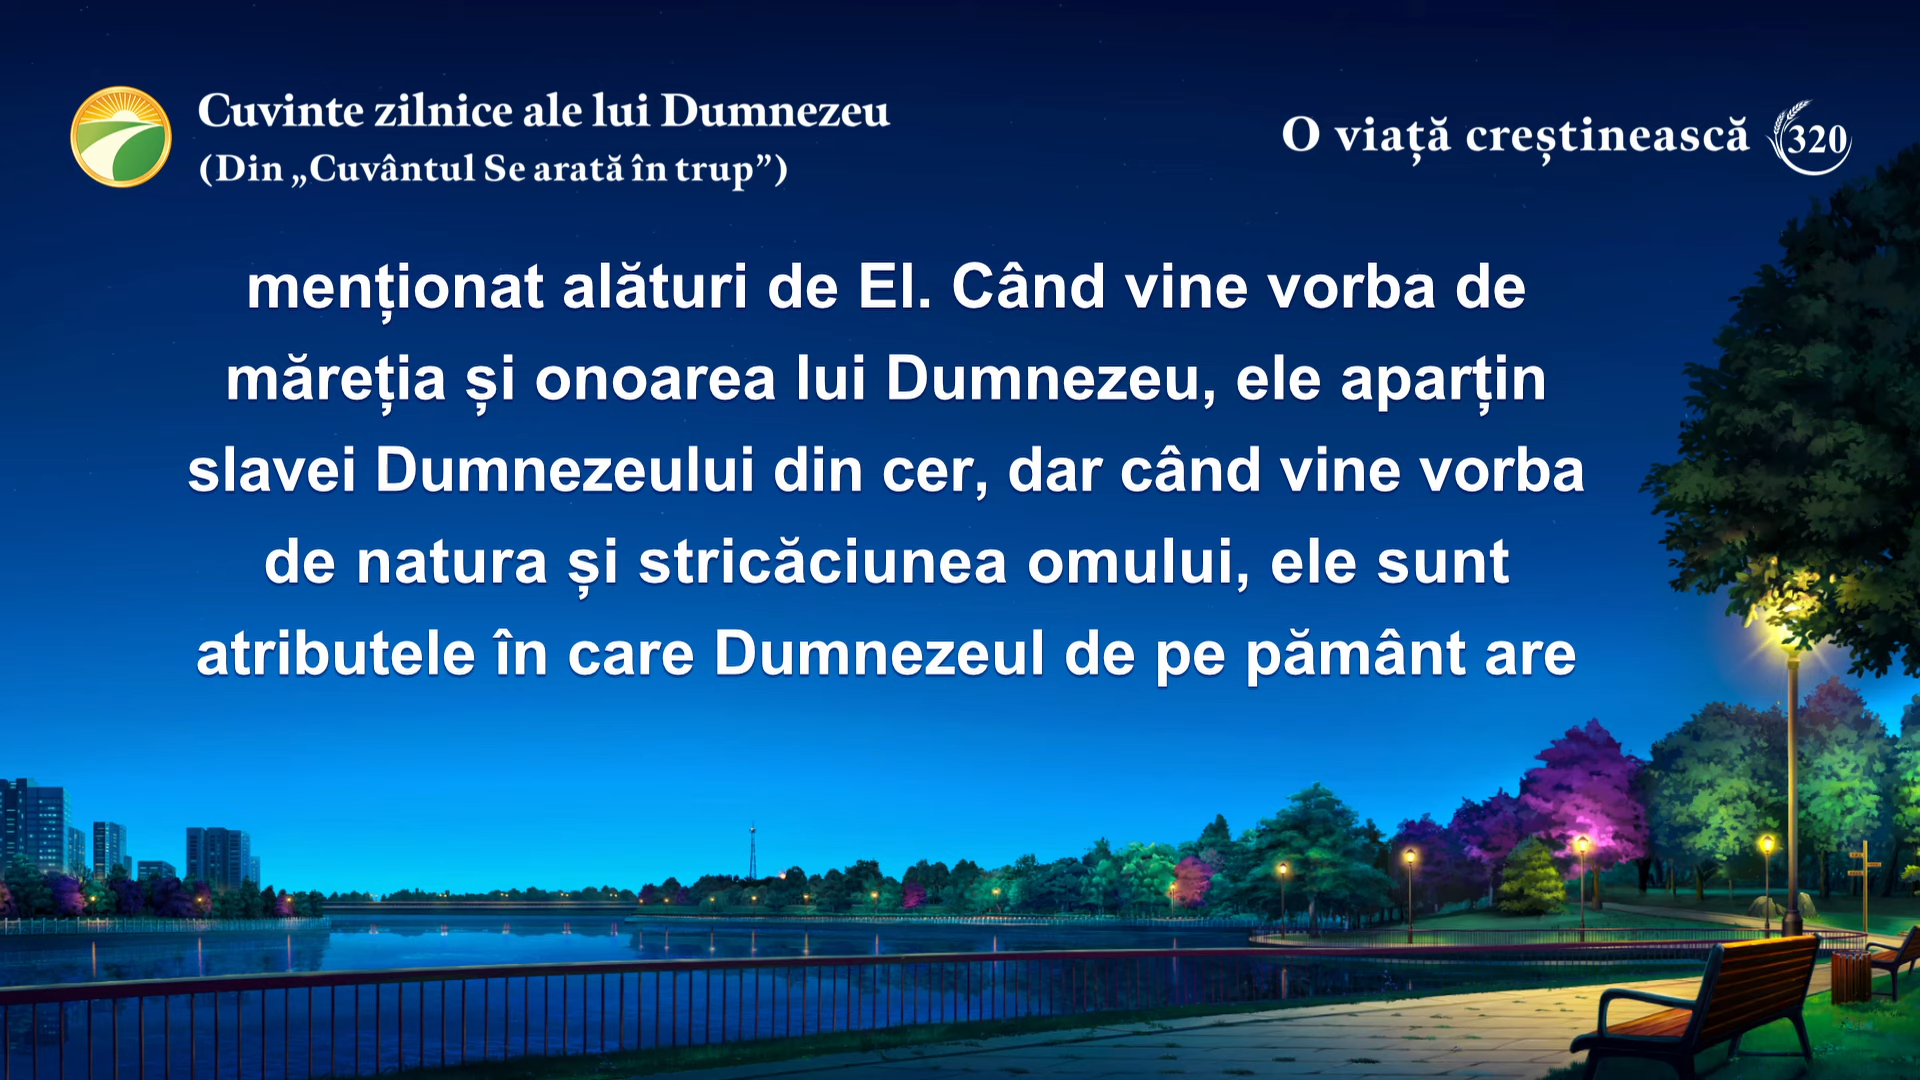 Cuvinte zilnice ale lui Dumnezeu
(Din „Cuvântul Se arată în trup”)
O viață creștinească 320
menționat alături de El. Când vine vorba de
măreția și onoarea lui Dumnezeu, ele aparțin
slavei Dumnezeului din cer, dar când vine vorba
de natura și stricăciunea omului, ele sunt
atributele în care Dumnezeul de pe pământ are